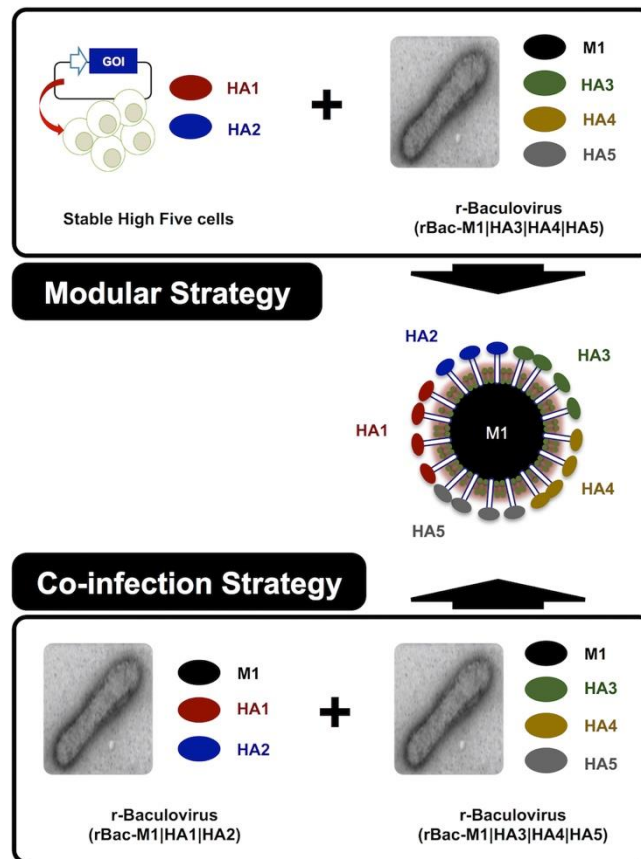 GOI
HA1
HA2
Stable High Five cells
+
M1
HA3
HA4
HA5
r-Baculovirus
(rBac-M1|HA3|HA4|HA5)
Modular Strategy
HA2
HA3
HA1
M1
HA4
HA5
Co-infection Strategy
M1
HA1
HA2
r-Baculovirus
(rBac-M1|HA1|HA2)
+
M1
HA3
HA4
HA5
r-Baculovirus
(rBac-M1|HA3|HA4|HA5)